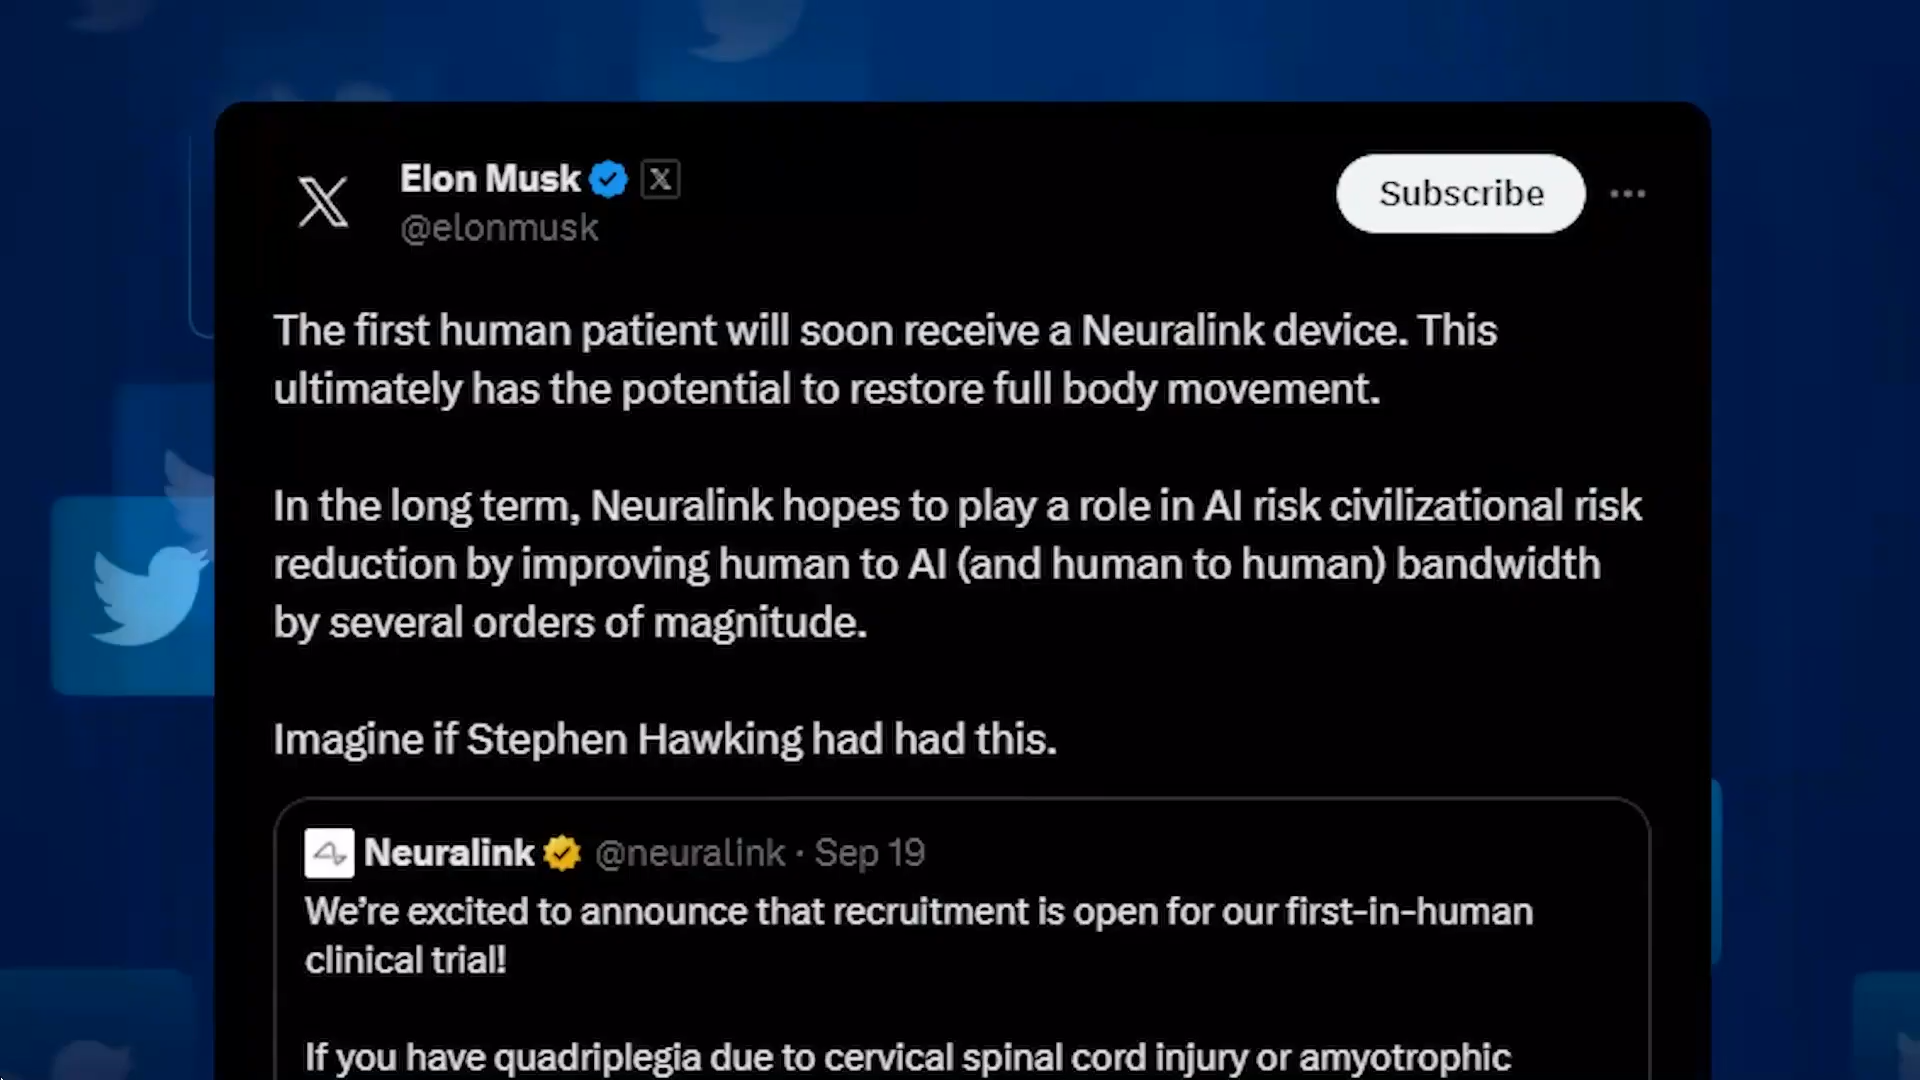 Elon Musk
@elonmusk
Subscribe
The first human patient will soon receive a Neuralink device. This
ultimately has the potential to restore full body movement.
In the long term, Neuralink hopes to play a role in AI risk civilizational risk
reduction by improving human to AI (and human to human) bandwidth
by several orders of magnitude.
Imagine if Stephen Hawking had had this.
Neuralink @neuralink · Sep 19
We’re excited to announce that recruitment is open for our first-in-human
clinical trial!
If you have quadriplegia due to cervical spinal cord injury or amyotrophic